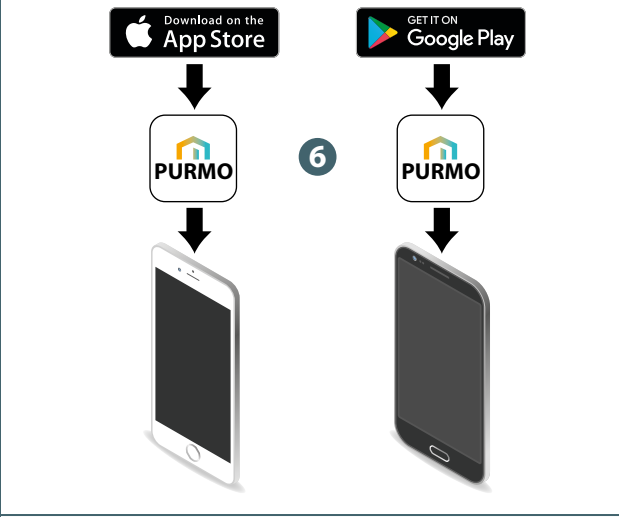 Download on the
App Store
GET IT ON
Google Play
PURMO
6
PURMO